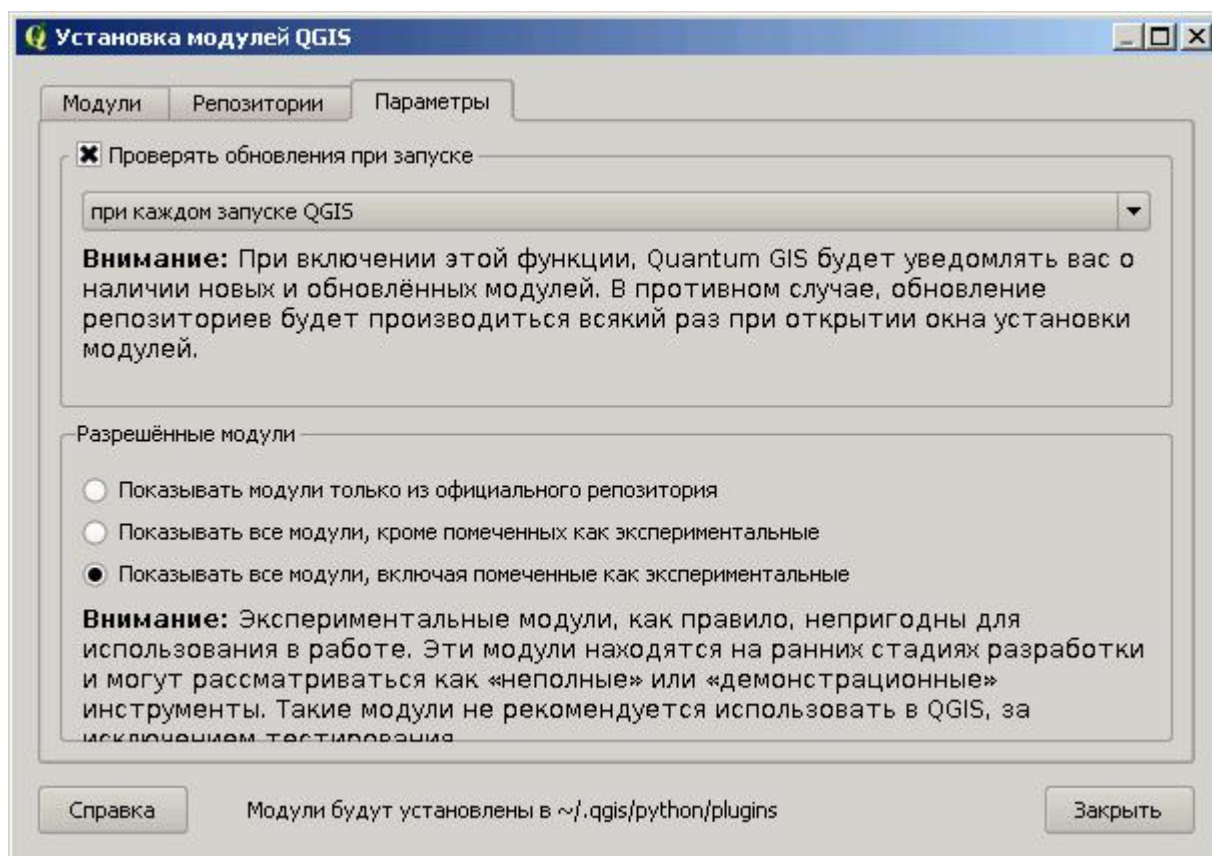 Установка модулей QGIS
Модули
Репозитории
Параметры
Проверять обновления при запуске
при каждом запуске QGIS
Внимание: При включении этой функции, Quantum GIS будет уведомлять вас о
наличии новых и обновлённых модулей. В противном случае, обновление
репозиториев будет производиться всякий раз при открытии окна установки
модулей.
Разрешённые модули
Показывать модули только из официального репозитория
Показывать все модули, кроме помеченных как экспериментальные
Показывать все модули, включая помеченные как экспериментальные
Внимание: Экспериментальные модули, как правило, непригодны для
использования в работе. Эти модули находятся на ранних стадиях разработки
и могут рассматриваться как «неполные» или «демонстрационные»
инструменты. Такие модули не рекомендуется использовать в QGIS, за
исключением тестирования
Справка
Модули будут установлены в ~/.qgis/python/plugins
Закрыть